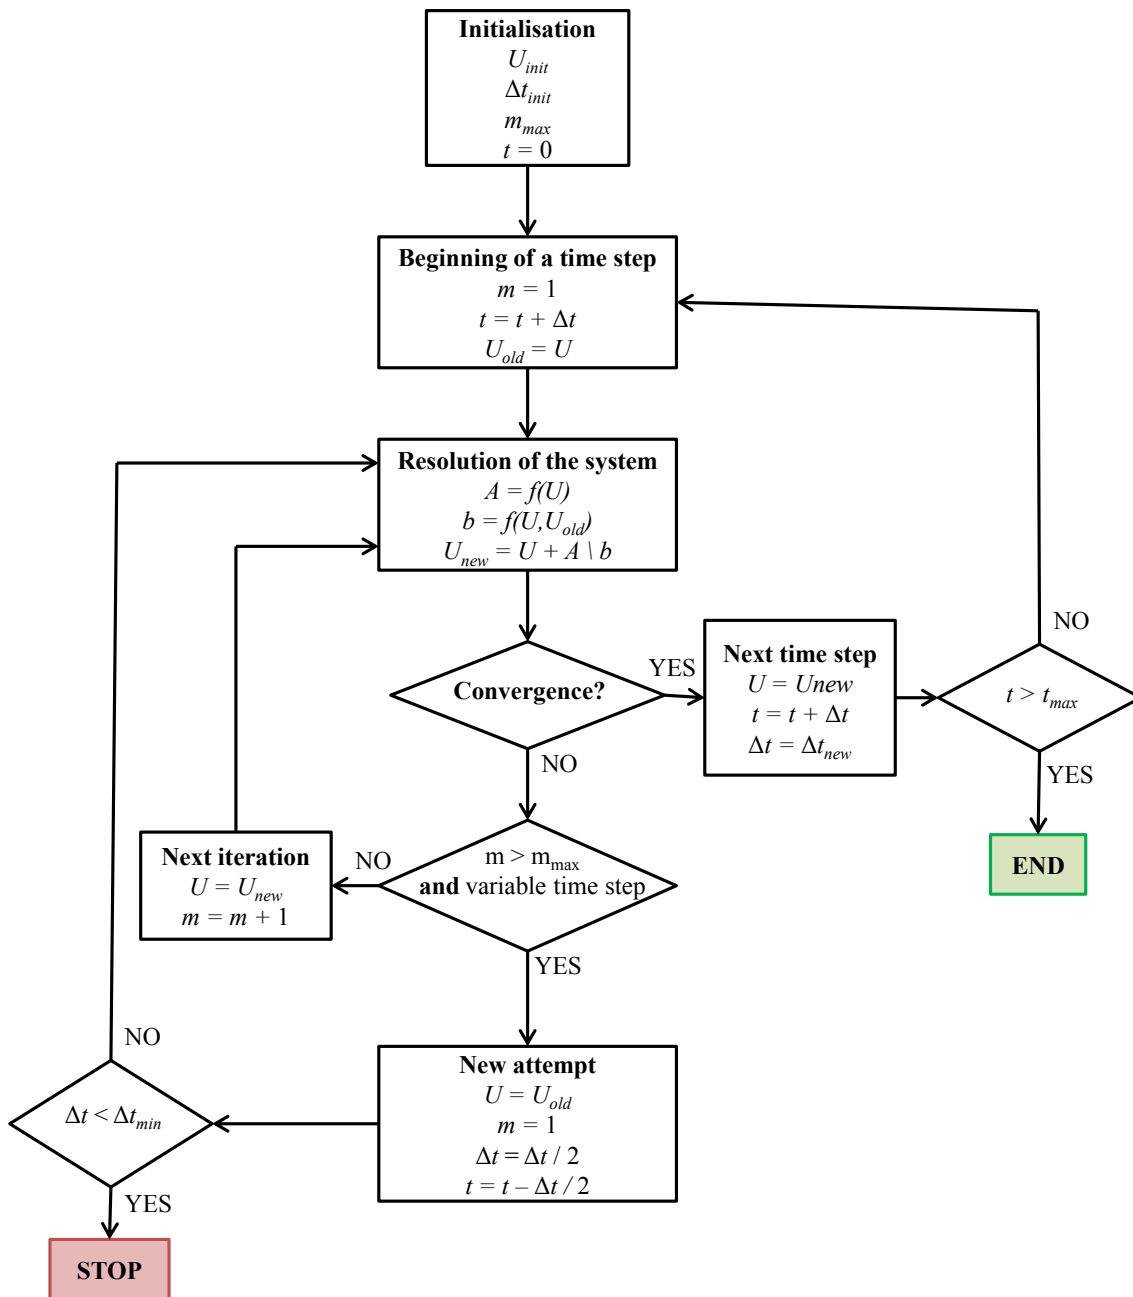 Initialisation
U_init
Δt_init
m_max
t = 0
Beginning of a time step
m = 1
t = t + Δt
U_old = U
Resolution of the system
A = f(U)
b = f(U,U_old)
U_new = U + A \ b
Convergence?
YES
NO
Next time step
U = Unew
t = t + Δt
Δt = Δt_new
t > t_max
NO
YES
END
m > m_max
and variable time step
NO
YES
Next iteration
U = U_new
m = m + 1
New attempt
U = U_old
m = 1
Δt = Δt / 2
t = t – Δt / 2
Δt < Δt_min
NO
YES
STOP